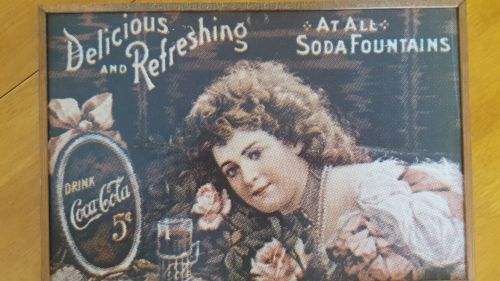 Delicious
AND Refreshing
AT ALL
SODA FOUNTAINS
DRINK
Coca-Cola
5¢